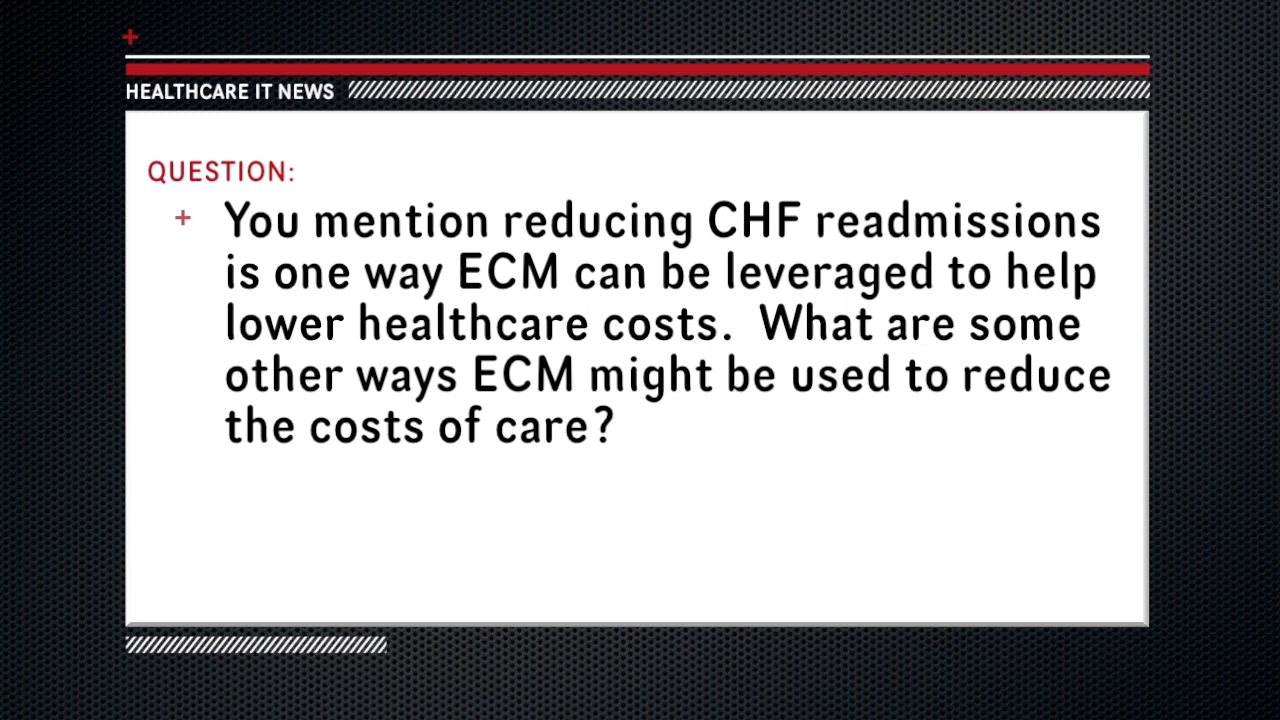 HEALTHCARE IT NEWS
QUESTION:
+ You mention reducing CHF readmissions
is one way ECM can be leveraged to help
lower healthcare costs.  What are some
other ways ECM might be used to reduce
the costs of care?